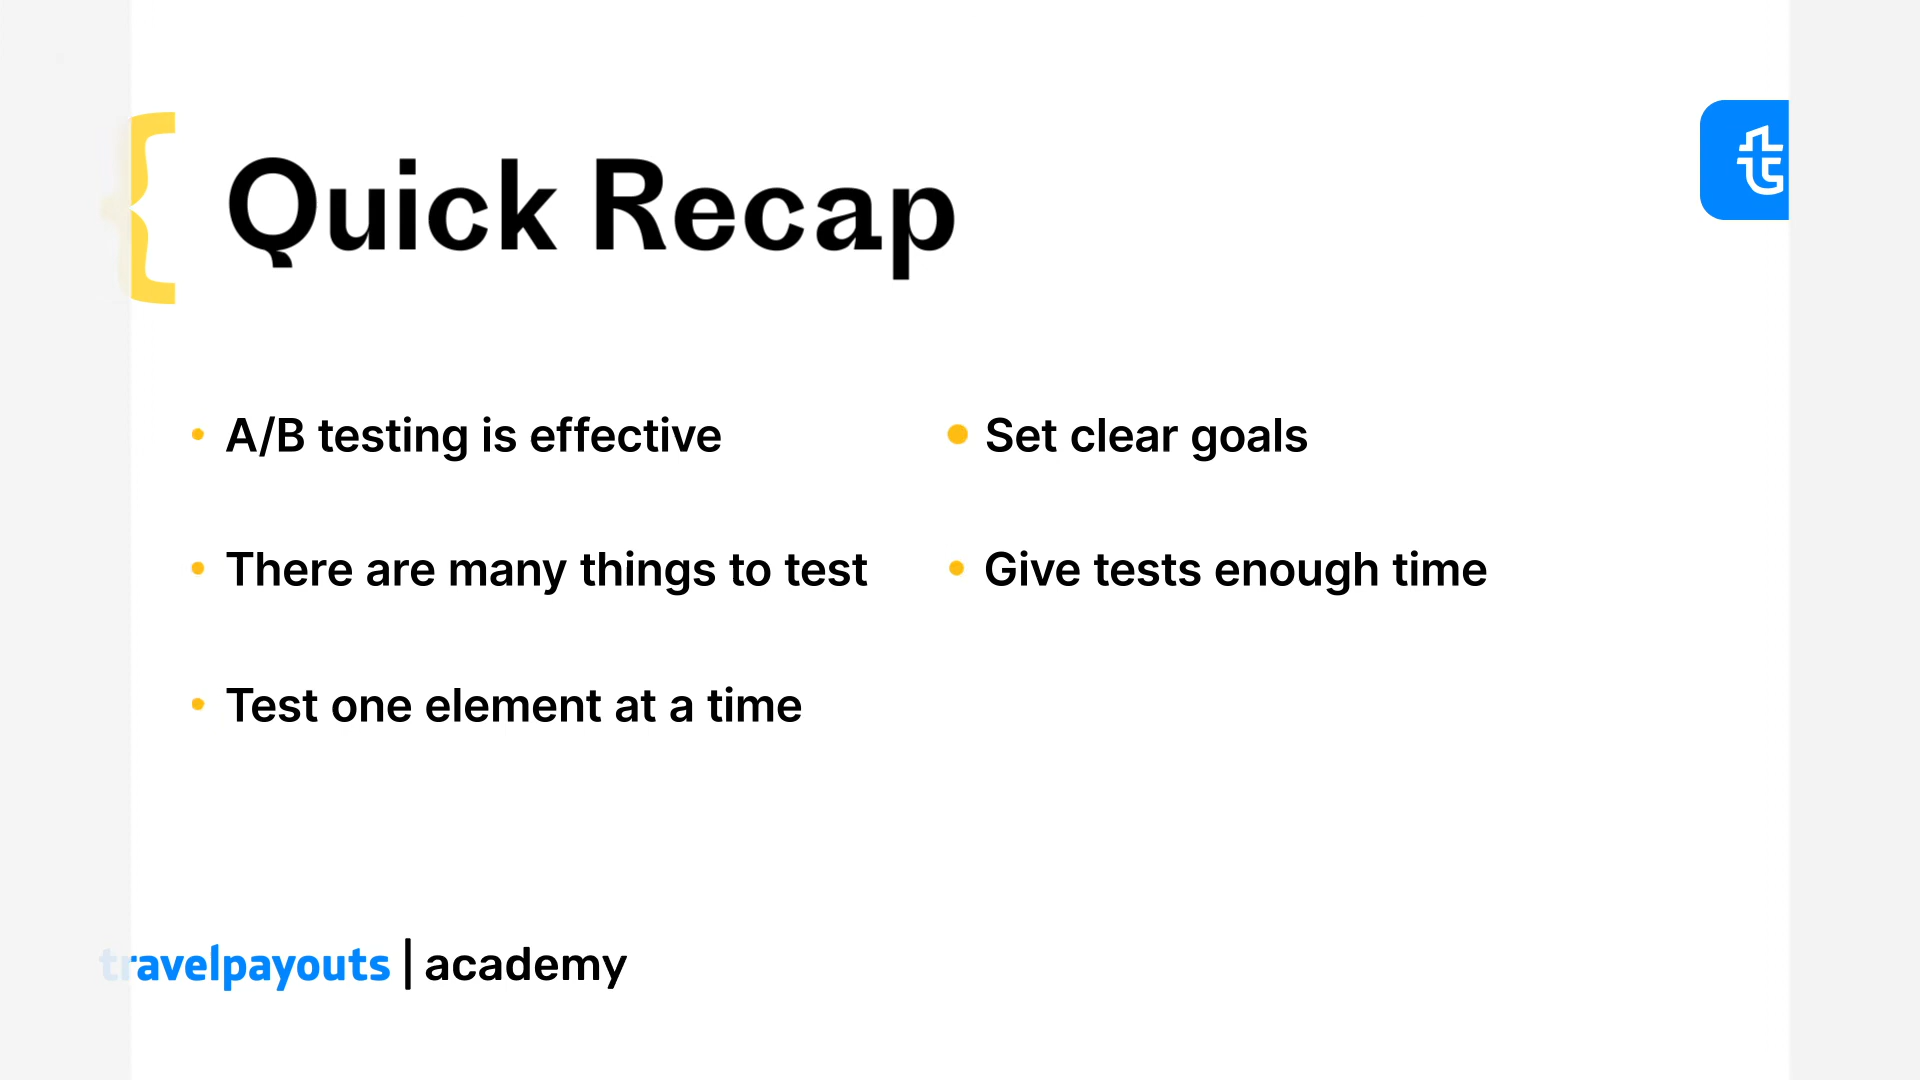 Quick Recap
• A/B testing is effective
• There are many things to test
• Test one element at a time
• Set clear goals
• Give tests enough time
travelpayouts | academy